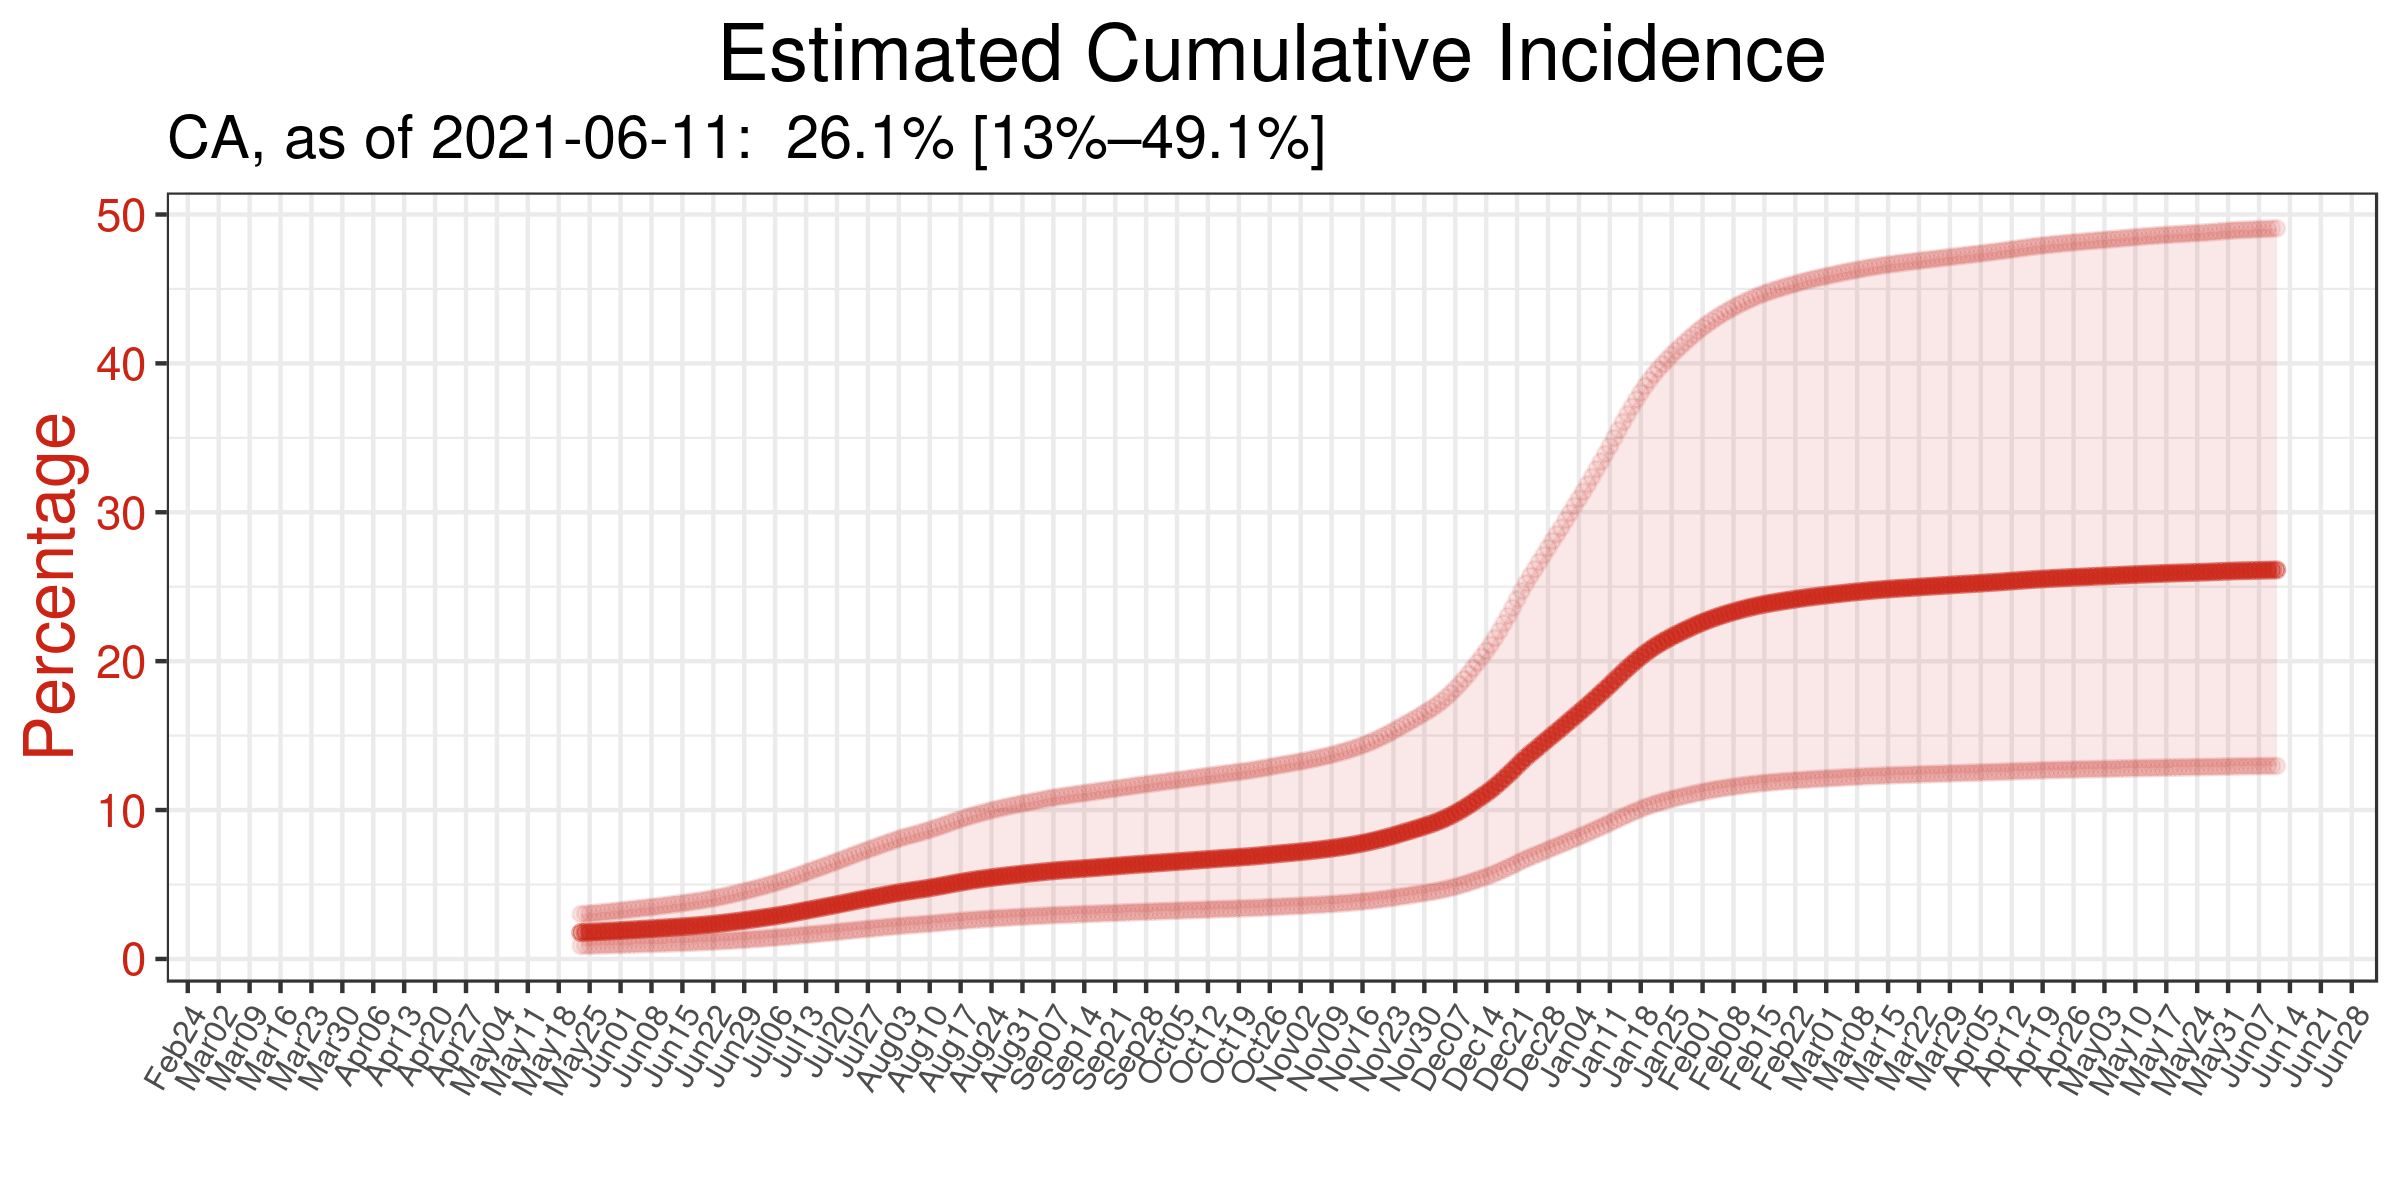 Estimated Cumulative Incidence
CA, as of 2021-06-11:  26.1% [13%–49.1%]
Percentage
50
40
30
20
10
0
Feb24
Mar02
Mar09
Mar16
Mar23
Mar30
Apr06
Apr13
Apr20
Apr27
May04
May11
May18
May25
Jun01
Jun08
Jun15
Jun22
Jun29
Jul06
Jul13
Jul20
Jul27
Aug03
Aug10
Aug17
Aug24
Aug31
Sep07
Sep14
Sep21
Sep28
Oct05
Oct12
Oct19
Oct26
Nov02
Nov09
Nov16
Nov23
Nov30
Dec07
Dec14
Dec21
Dec28
Jan04
Jan11
Jan18
Jan25
Feb01
Feb08
Feb15
Feb22
Mar01
Mar08
Mar15
Mar22
Mar29
Apr05
Apr12
Apr19
Apr26
May03
May10
May17
May24
May31
Jun07
Jun14
Jun21
Jun28